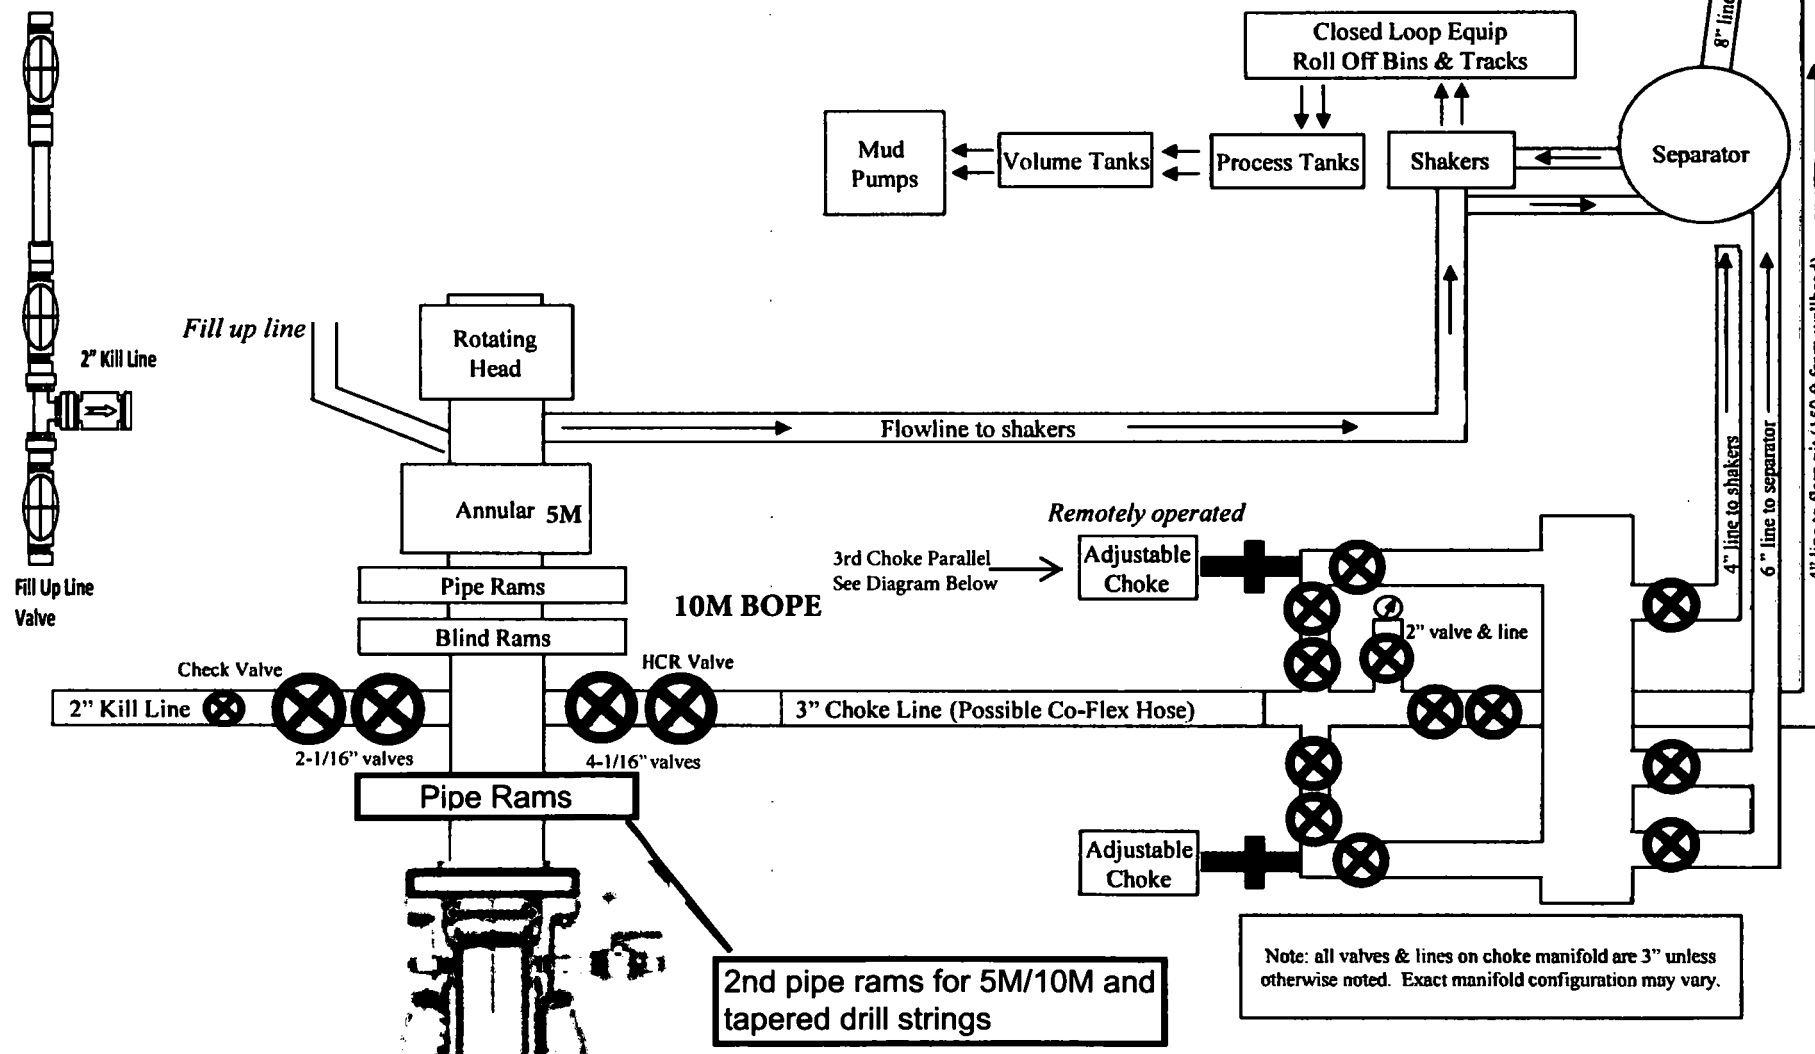 8" line
Closed Loop Equip
Roll Off Bins & Tracks
Mud
Pumps
Volume Tanks
Process Tanks
Shakers
Separator
Fill up line
Rotating
Head
2" Kill Line
Flowline to shakers
Annular 5M
Remotely operated
3rd Choke Parallel
See Diagram Below
Adjustable
Choke
4" line to shakers
6" line to separator
Fill Up Line
Valve
Pipe Rams
10M BOPE
Blind Rams
2" valve & line
Check Valve
HCR Valve
2" Kill Line
3" Choke Line (Possible Co-Flex Hose)
2-1/16" valves
4-1/16" valves
Pipe Rams
Adjustable
Choke
2nd pipe rams for 5M/10M and
tapered drill strings
Note: all valves & lines on choke manifold are 3" unless
otherwise noted. Exact manifold configuration may vary.